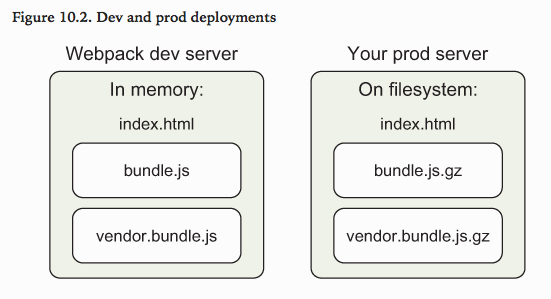 Figure 10.2. Dev and prod deployments
Webpack dev server
In memory:
index.html
bundle.js
vendor.bundle.js
Your prod server
On filesystem:
index.html
bundle.js.gz
vendor.bundle.js.gz